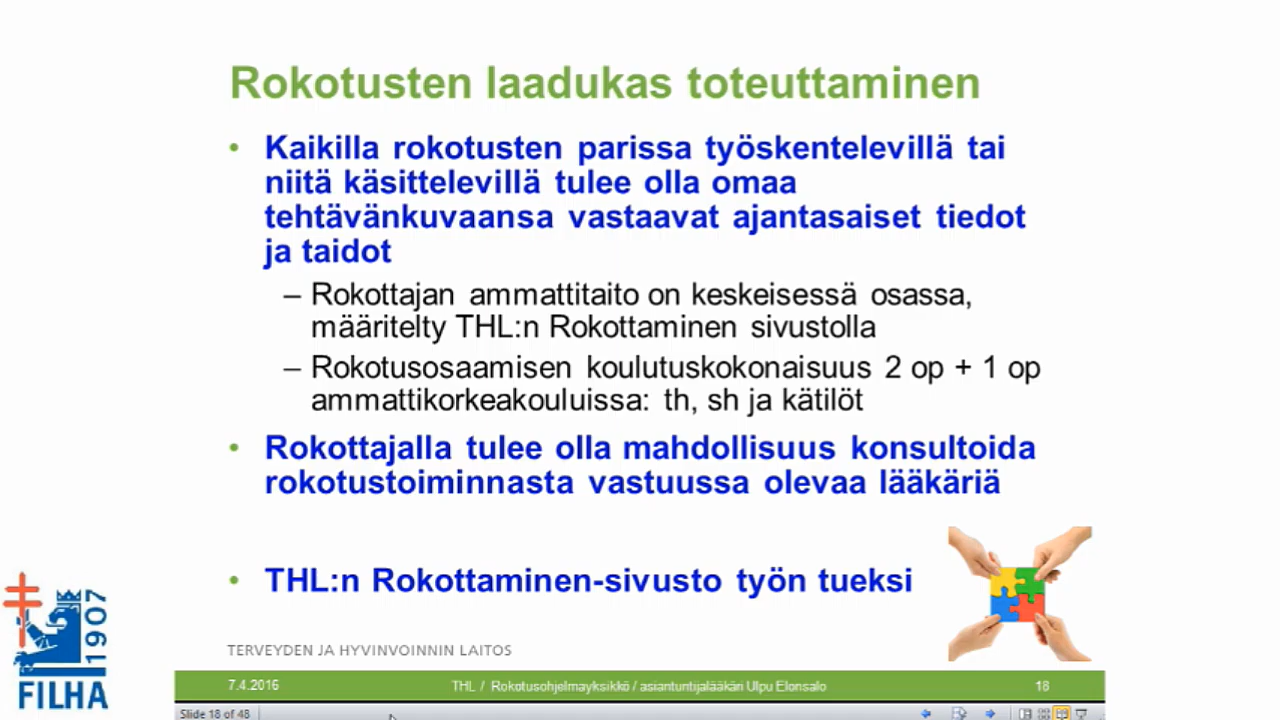 Rokotusten laadukas toteuttaminen
• Kaikilla rokotusten parissa työskentelevillä tai
niitä käsittelevillä tulee olla omaa
tehtävänkuvaansa vastaavat ajantasaiset tiedot
ja taidot
– Rokottajan ammattitaito on keskeisessä osassa,
määritelty THL:n Rokottaminen sivustolla
– Rokotusosaamisen koulutuskokonaisuus 2 op + 1 op
ammattikorkeakouluissa: th, sh ja kätilöt
• Rokottajalla tulee olla mahdollisuus konsultoida
rokotustoiminnasta vastuussa olevaa lääkäriä
• THL:n Rokottaminen-sivusto työn tueksi
TERVEYDEN JA HYVINVOINNIN LAITOS
1907
FILHA
7.4.2016
THL / Rokotusohjelmayksikkö / asiantuntijalääkäri Ulpu Elonsalo
18
Slide 18 of 48